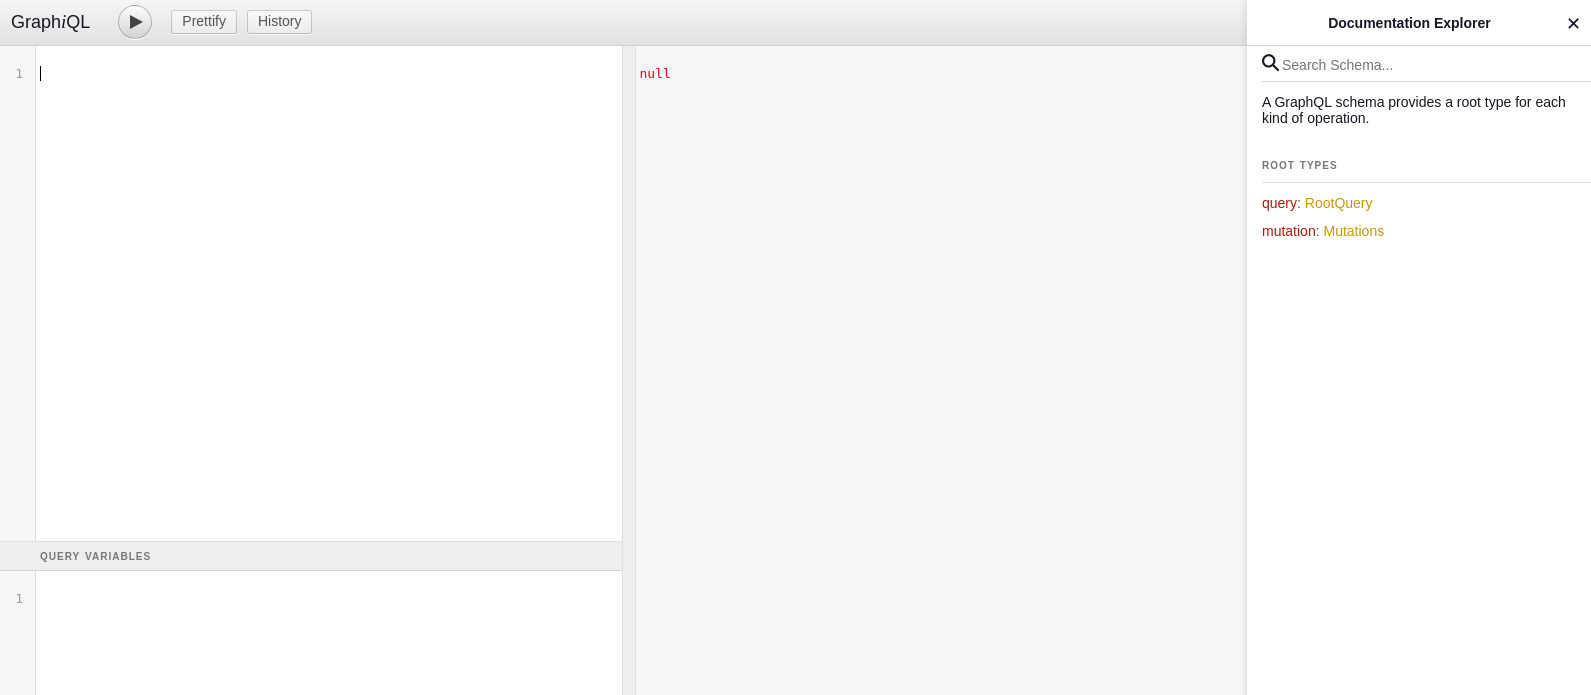 GraphiQL
Prettify
History
Documentation Explorer
✕
1
null
Search Schema...
A GraphQL schema provides a root type for each
kind of operation.
ROOT TYPES
query: RootQuery
mutation: Mutations
QUERY VARIABLES
1